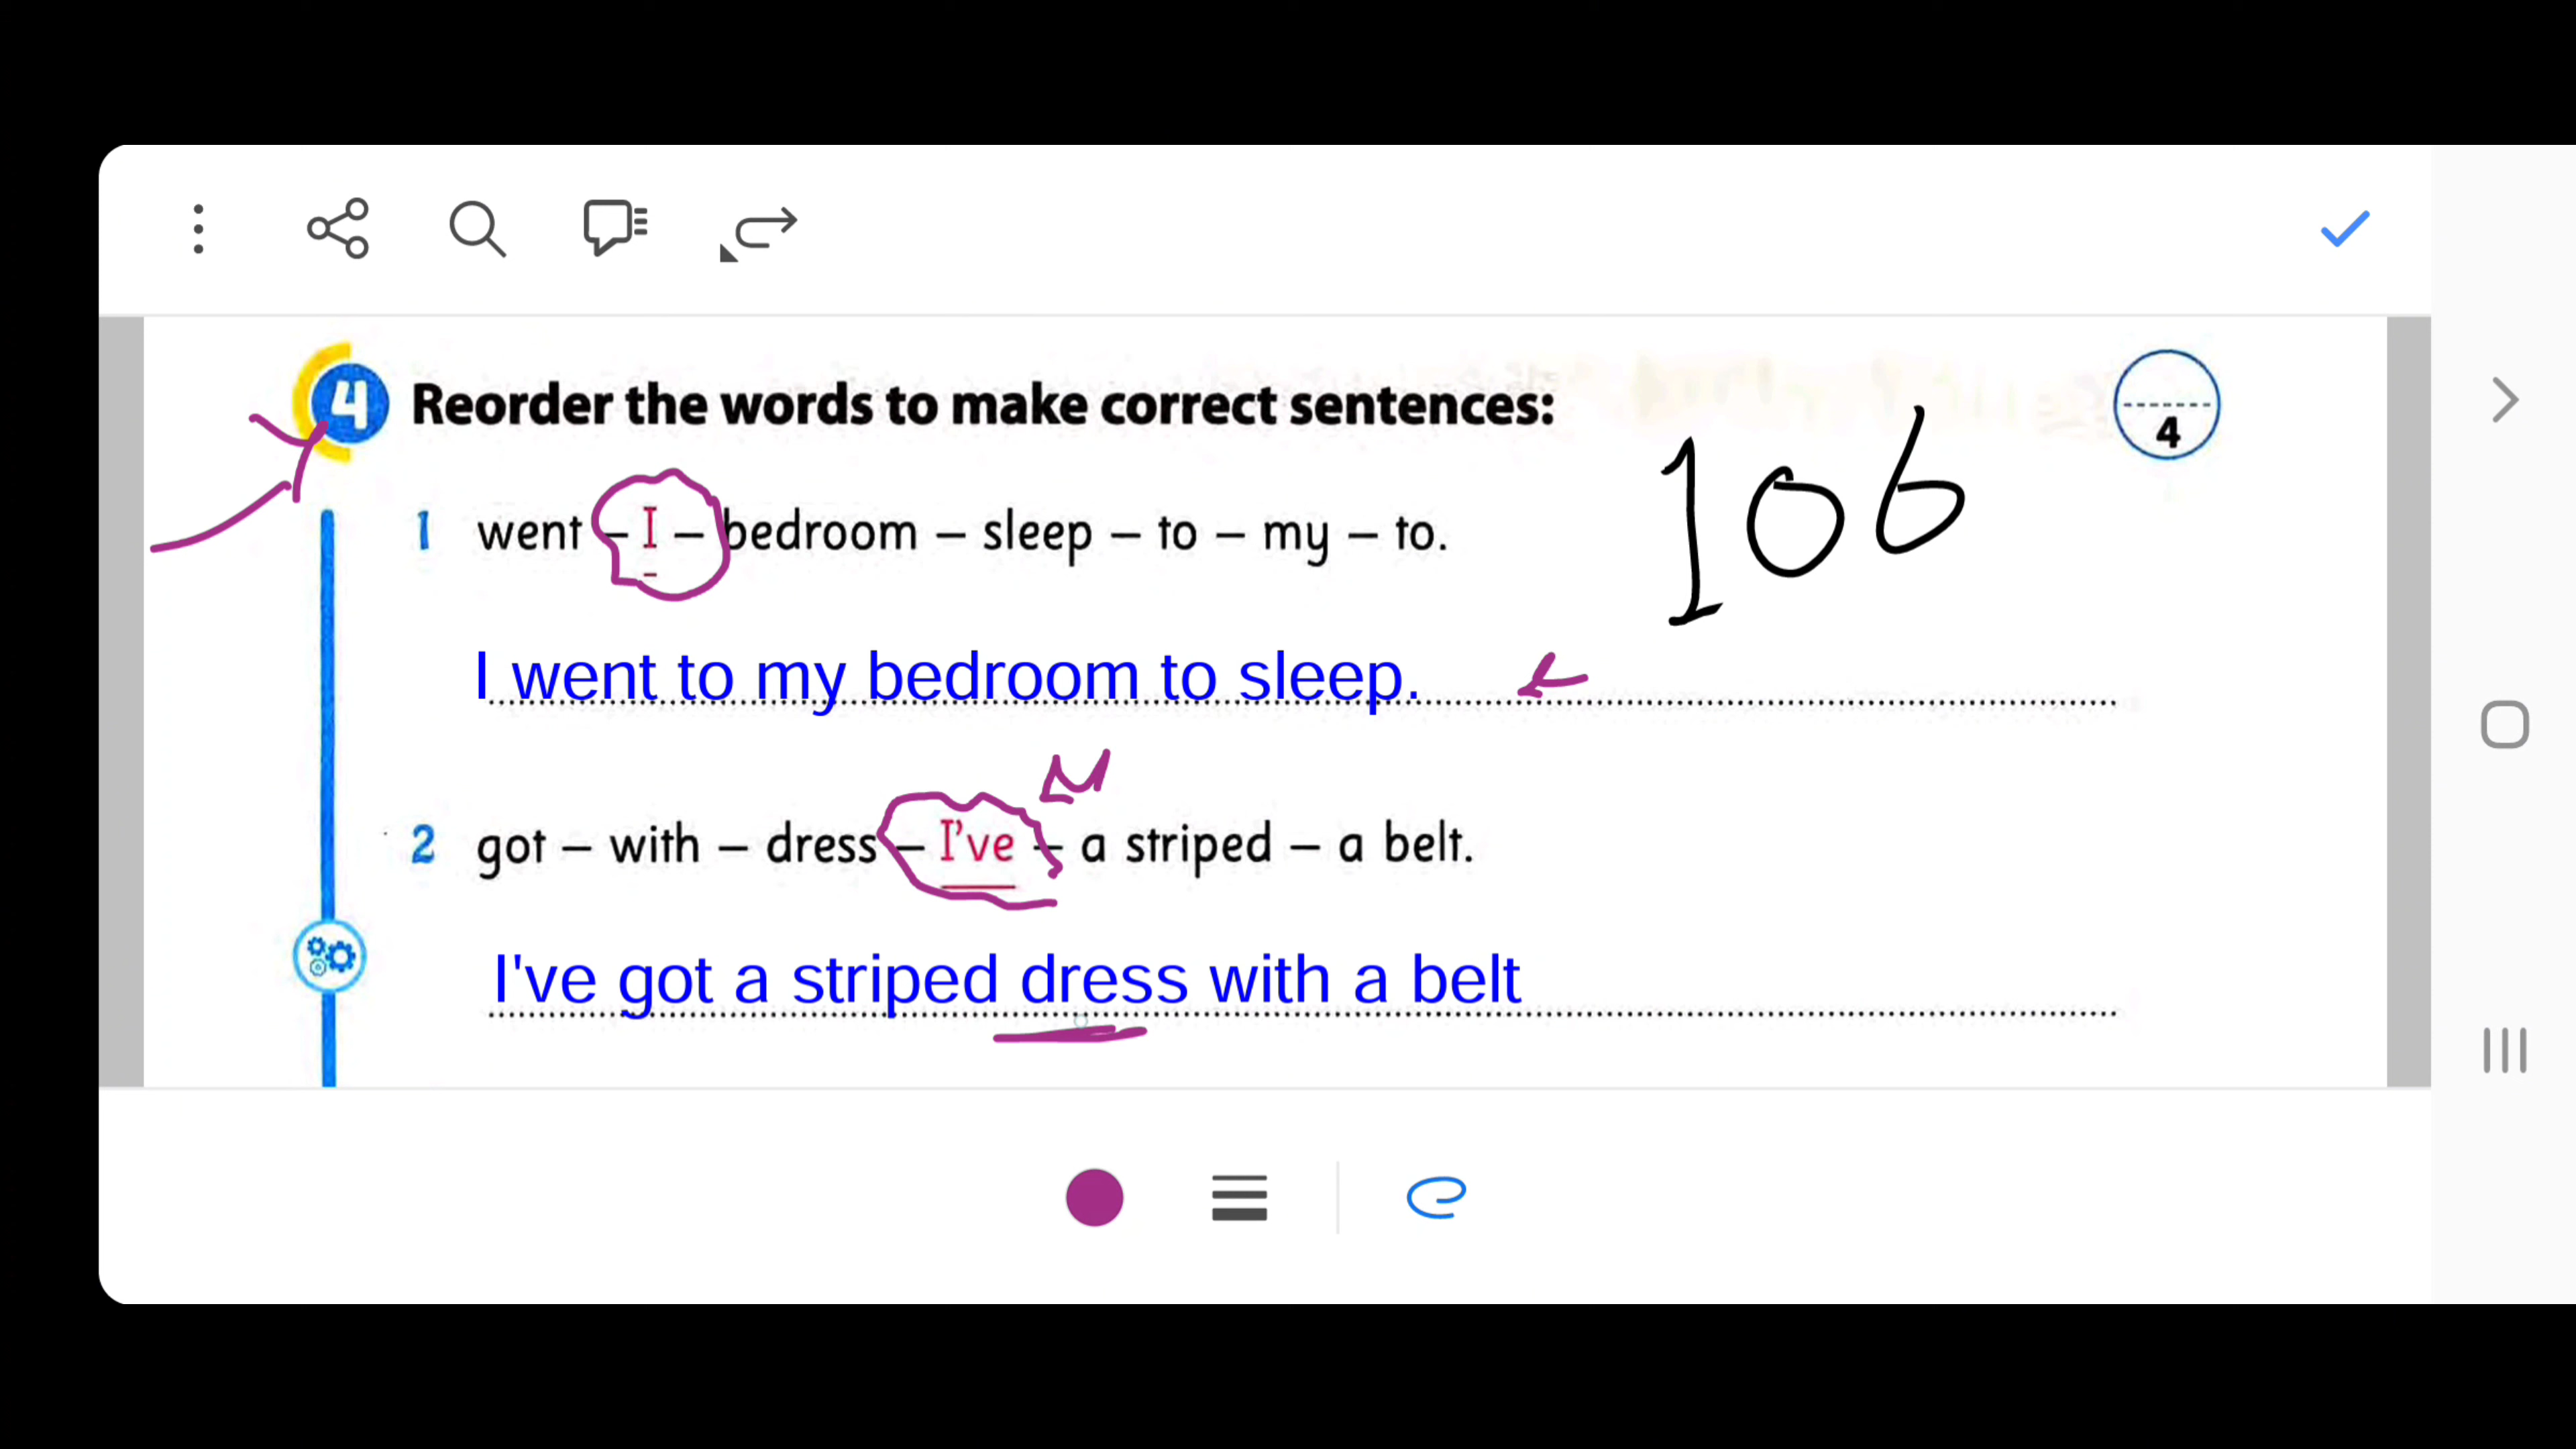 4 Reorder the words to make correct sentences:
4
106
1 went – I – bedroom – sleep – to – my – to.
I went to my bedroom to sleep.
2 got – with – dress – I've – a striped – a belt.
I've got a striped dress with a belt